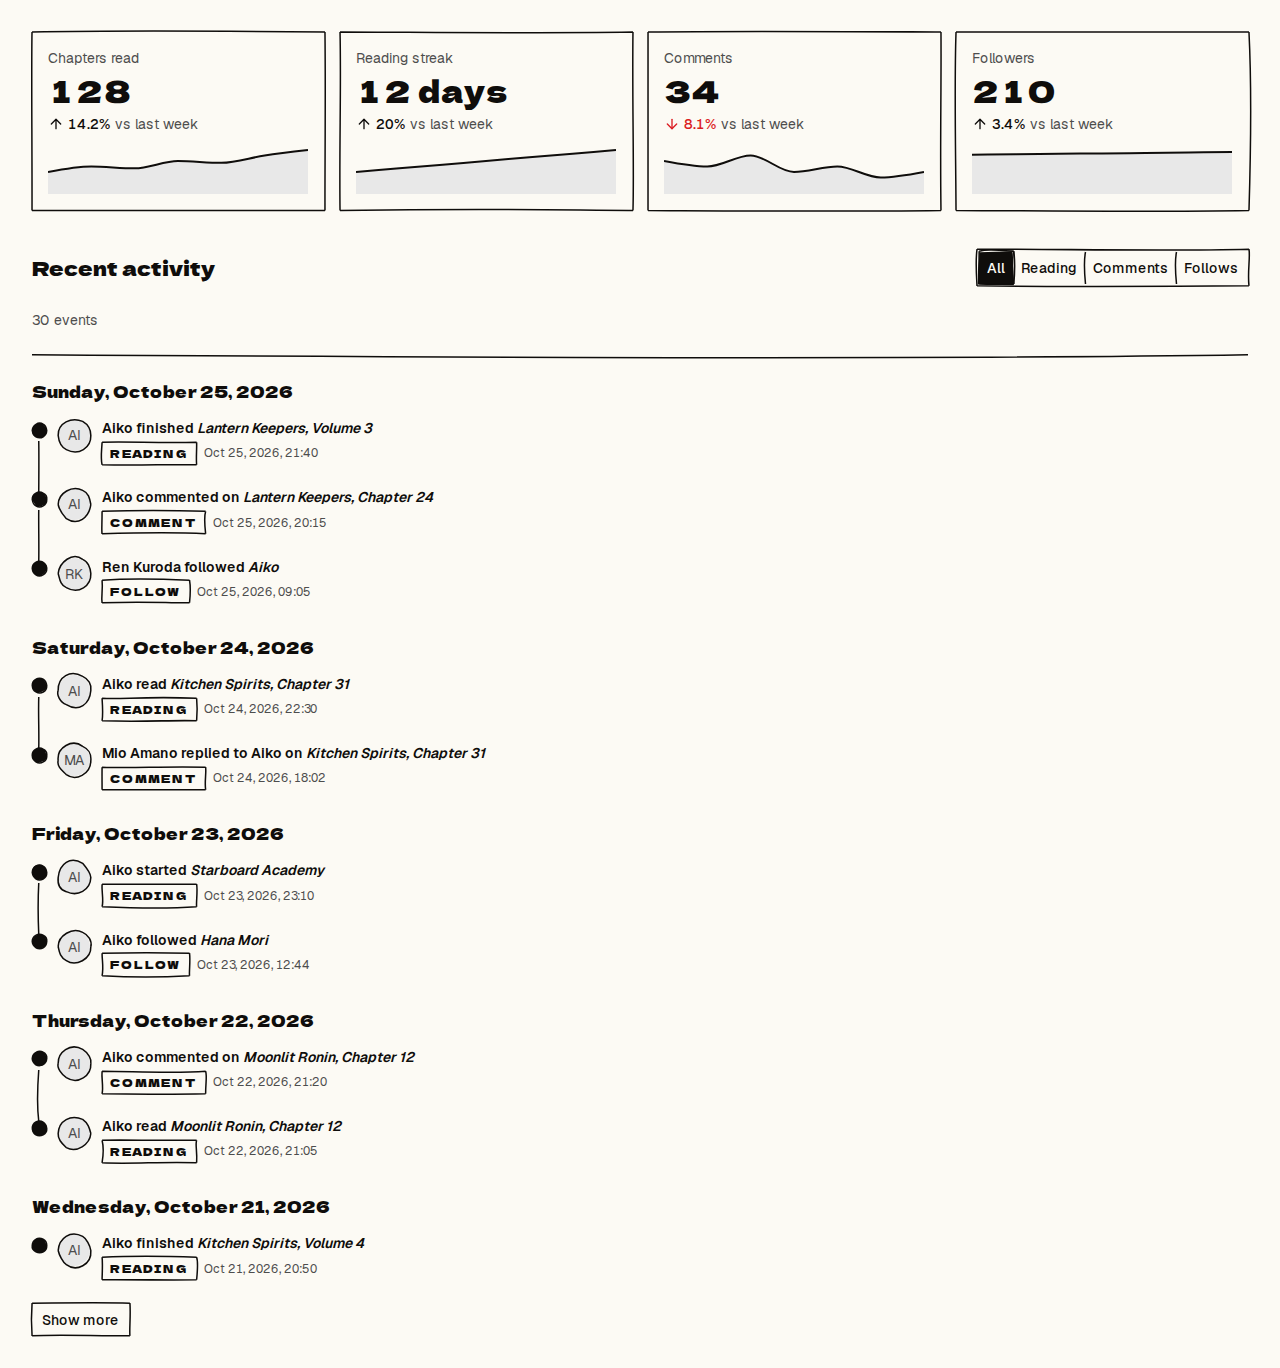 Chapters read
128
↑ 14.2% vs last week
Reading streak
12 days
↑ 20% vs last week
Comments
34
↓ 8.1% vs last week
Followers
210
↑ 3.4% vs last week
Recent activity
All Reading Comments Follows
30 events
Sunday, October 25, 2026
AI Aiko finished Lantern Keepers, Volume 3
READING Oct 25, 2026, 21:40
AI Aiko commented on Lantern Keepers, Chapter 24
COMMENT Oct 25, 2026, 20:15
RK Ren Kuroda followed Aiko
FOLLOW Oct 25, 2026, 09:05
Saturday, October 24, 2026
AI Aiko read Kitchen Spirits, Chapter 31
READING Oct 24, 2026, 22:30
MA Mio Amano replied to Aiko on Kitchen Spirits, Chapter 31
COMMENT Oct 24, 2026, 18:02
Friday, October 23, 2026
AI Aiko started Starboard Academy
READING Oct 23, 2026, 23:10
AI Aiko followed Hana Mori
FOLLOW Oct 23, 2026, 12:44
Thursday, October 22, 2026
AI Aiko commented on Moonlit Ronin, Chapter 12
COMMENT Oct 22, 2026, 21:20
AI Aiko read Moonlit Ronin, Chapter 12
READING Oct 22, 2026, 21:05
Wednesday, October 21, 2026
AI Aiko finished Kitchen Spirits, Volume 4
READING Oct 21, 2026, 20:50
Show more